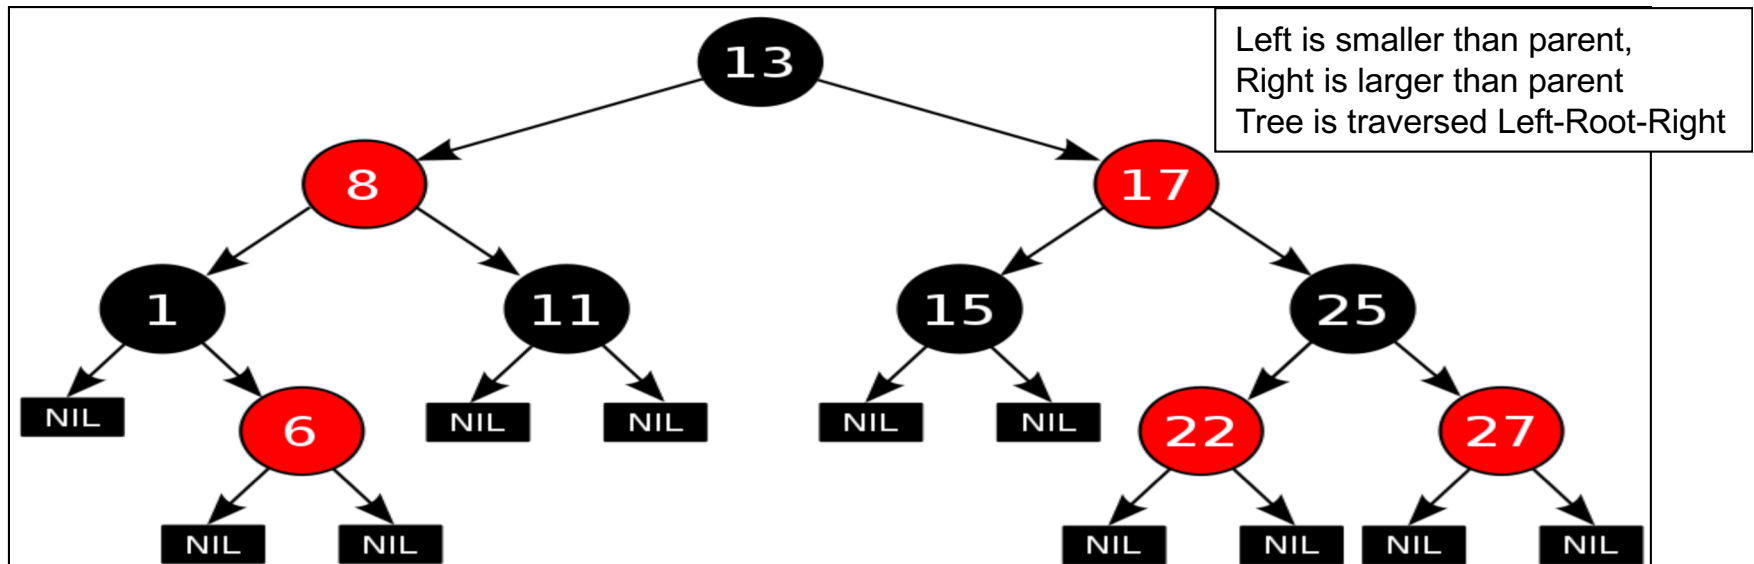 Left is smaller than parent,
Right is larger than parent
Tree is traversed Left-Root-Right
13
8
17
1
11
15
25
NIL
6
NIL
NIL
NIL
NIL
22
27
NIL
NIL
NIL
NIL
NIL
NIL